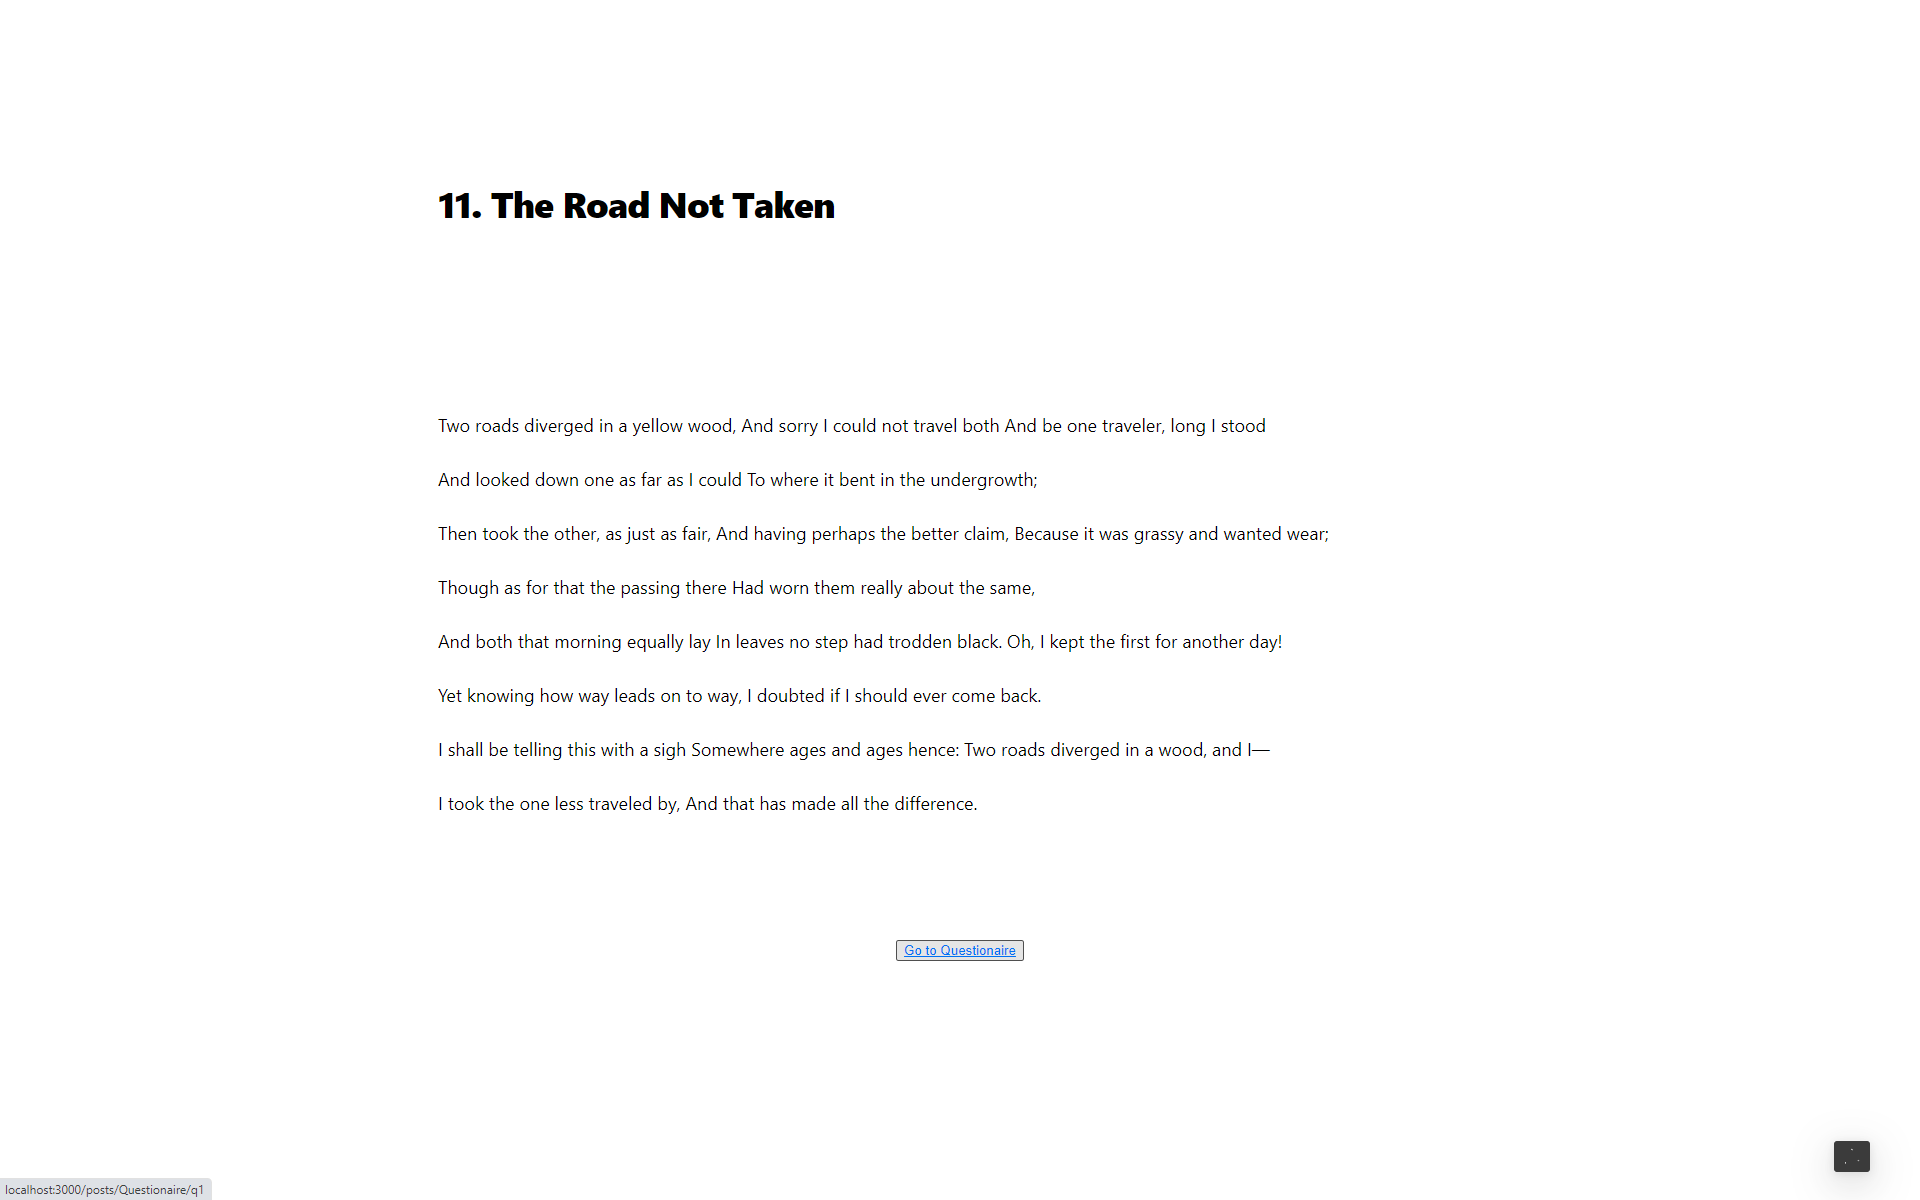 11. The Road Not Taken
Two roads diverged in a yellow wood, And sorry I could not travel both And be one traveler, long I stood
And looked down one as far as I could To where it bent in the undergrowth;
Then took the other, as just as fair, And having perhaps the better claim, Because it was grassy and wanted wear;
Though as for that the passing there Had worn them really about the same,
And both that morning equally lay In leaves no step had trodden black. Oh, I kept the first for another day!
Yet knowing how way leads on to way, I doubted if I should ever come back.
I shall be telling this with a sigh Somewhere ages and ages hence: Two roads diverged in a wood, and I—
I took the one less traveled by, And that has made all the difference.
Go to Questionaire
localhost:3000/posts/Questionaire/q1